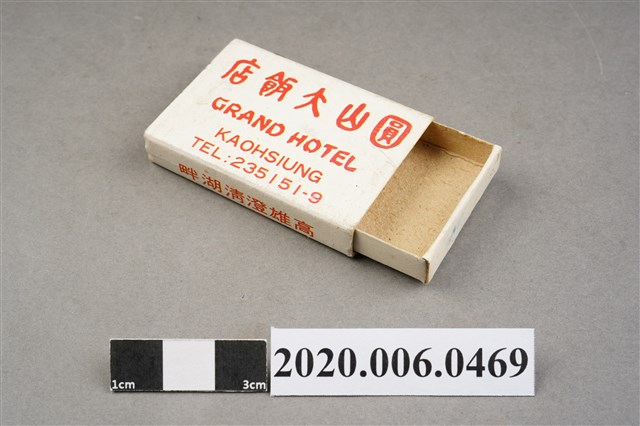 圓山大飯店
GRAND HOTEL
KAOHSIUNG
TEL:235151-9
高雄澄清湖畔
1cm 3cm
2020.006.0469